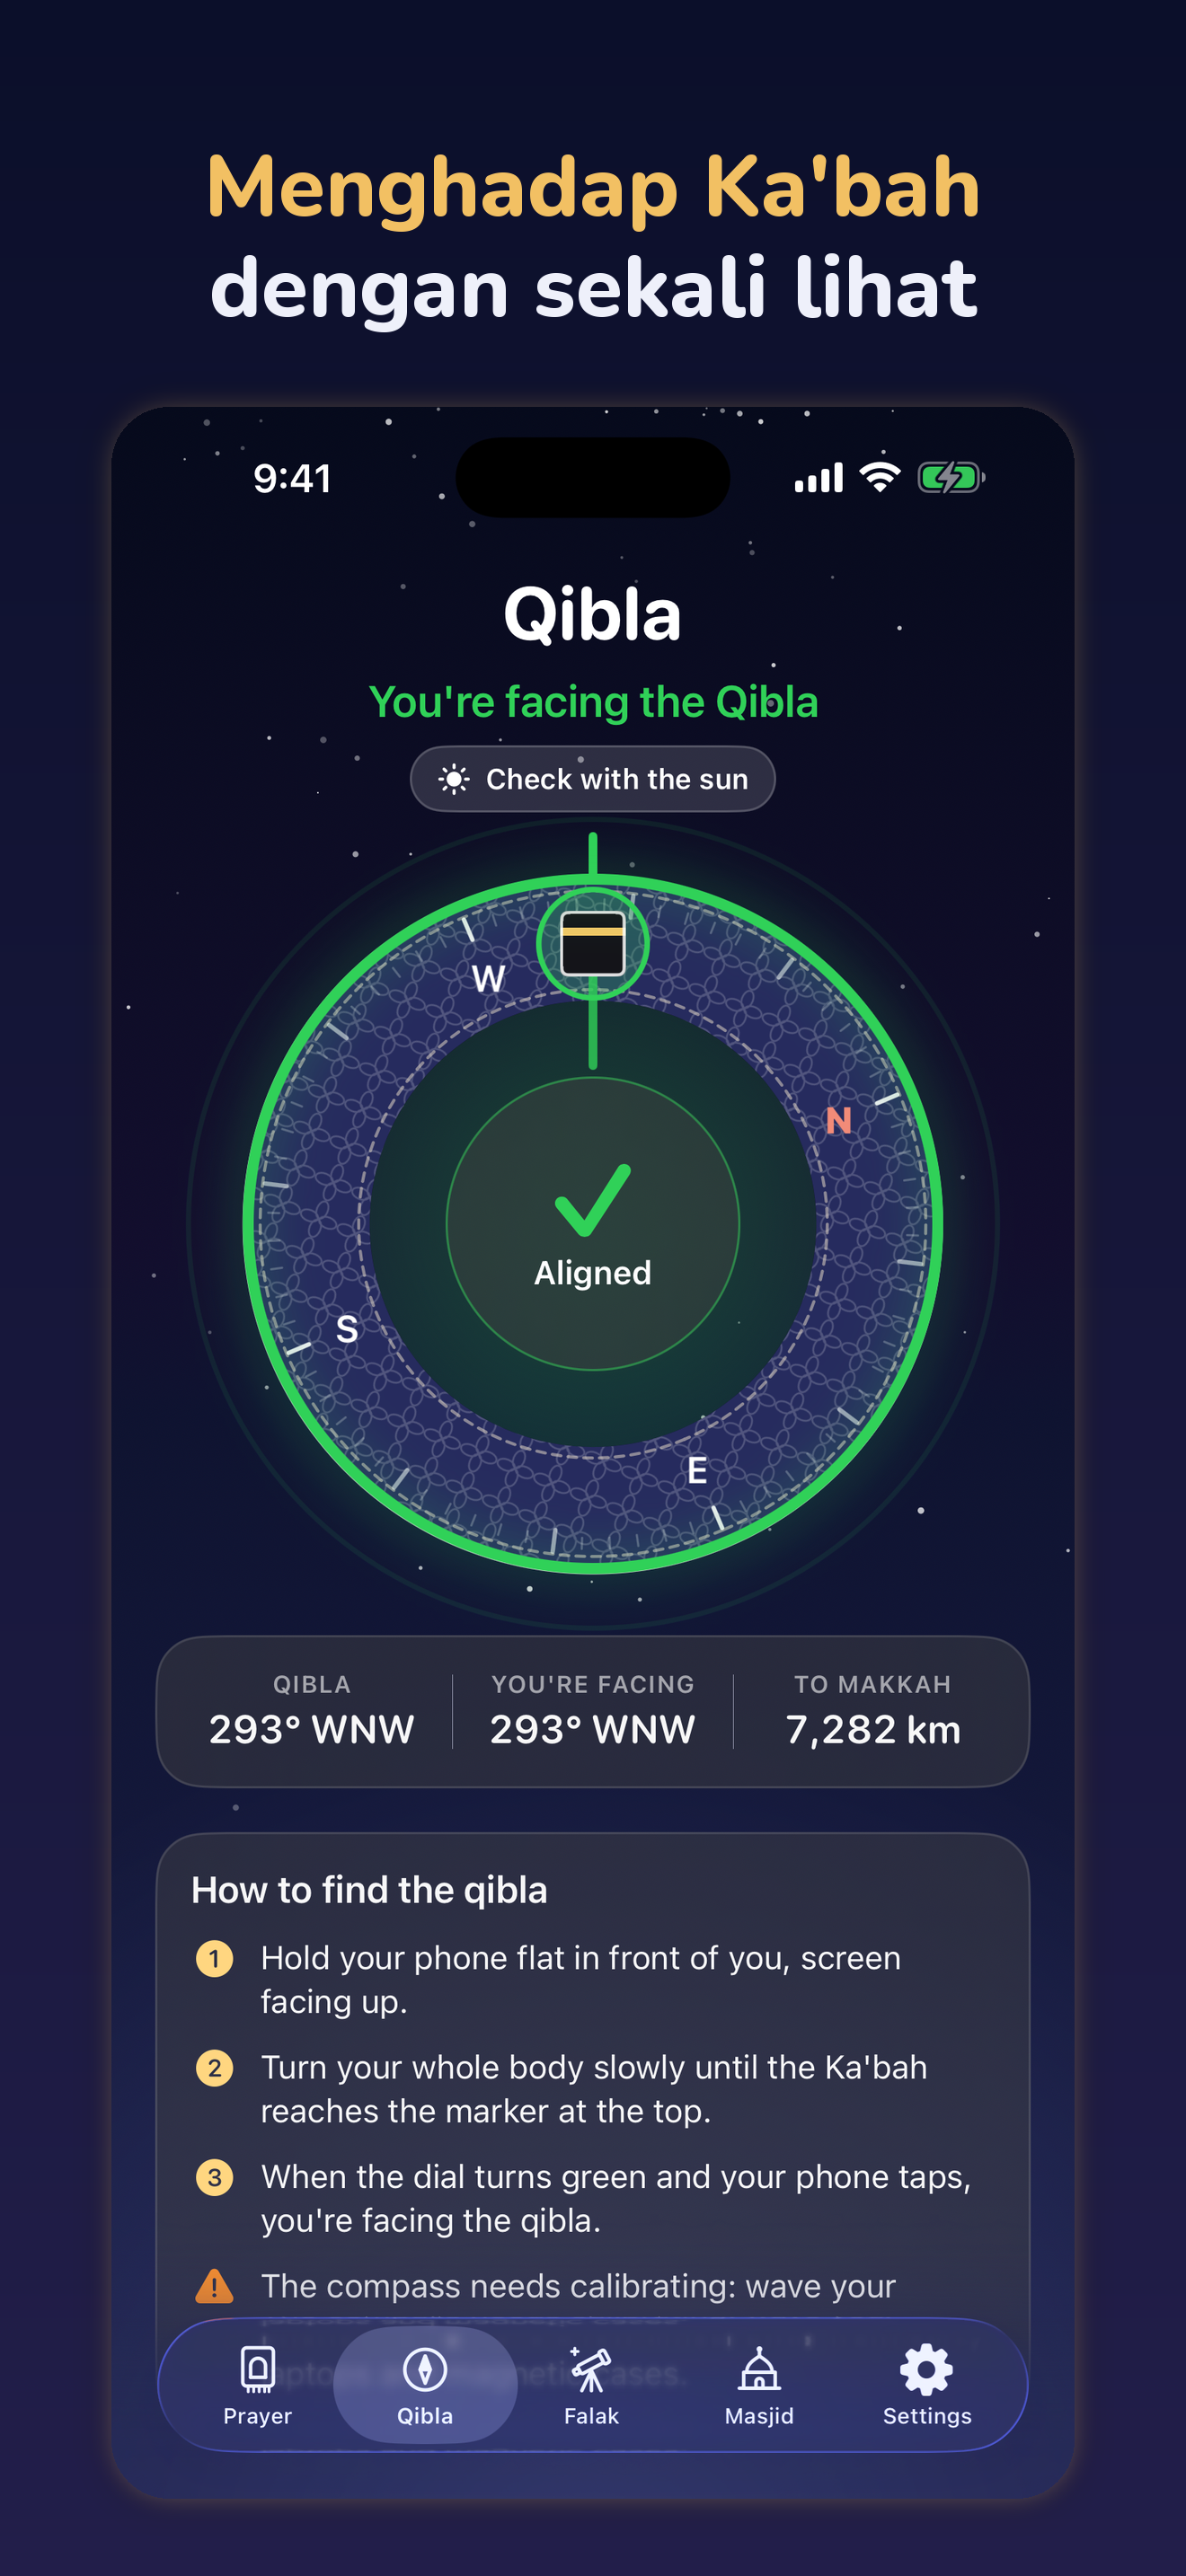 Menghadap Ka'bah
dengan sekali lihat
9:41
Qibla
You're facing the Qibla
Check with the sun
W
N
S
E
Aligned
QIBLA
YOU'RE FACING
TO MAKKAH
293° WNW
293° WNW
7,282 km
How to find the qibla
1 Hold your phone flat in front of you, screen
facing up.
2 Turn your whole body slowly until the Ka'bah
reaches the marker at the top.
3 When the dial turns green and your phone taps,
you're facing the qibla.
The compass needs calibrating: wave your
cases.
Prayer
Qibla
Falak
Masjid
Settings